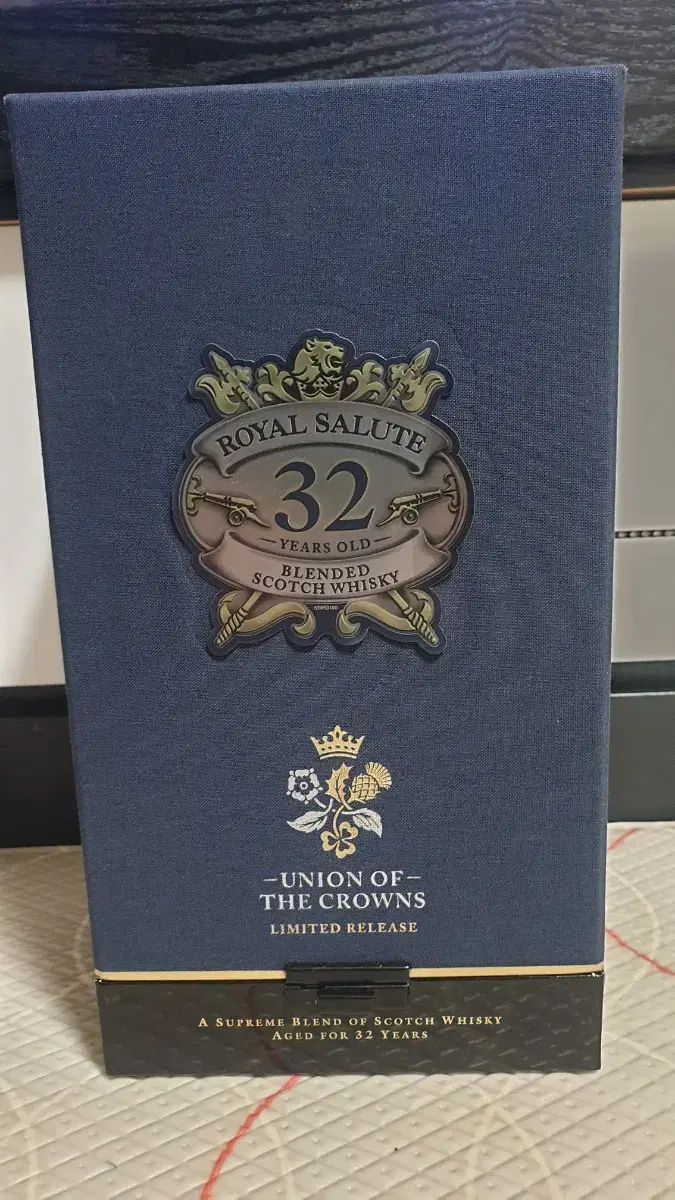 ROYAL SALUTE
32
YEARS OLD
BLENDED
SCOTCH WHISKY
–UNION OF–
THE CROWNS
LIMITED RELEASE
A SUPREME BLEND OF SCOTCH WHISKY
AGED FOR 32 YEARS